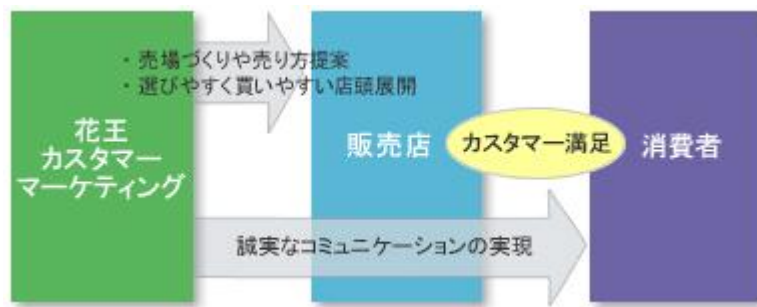 ・ 売場づくりや売り方提案
・ 選びやすく買いやすい店頭展開
花王
カスタマー
マーケティング
販売店
カスタマー満足
消費者
誠実なコミュニケーションの実現